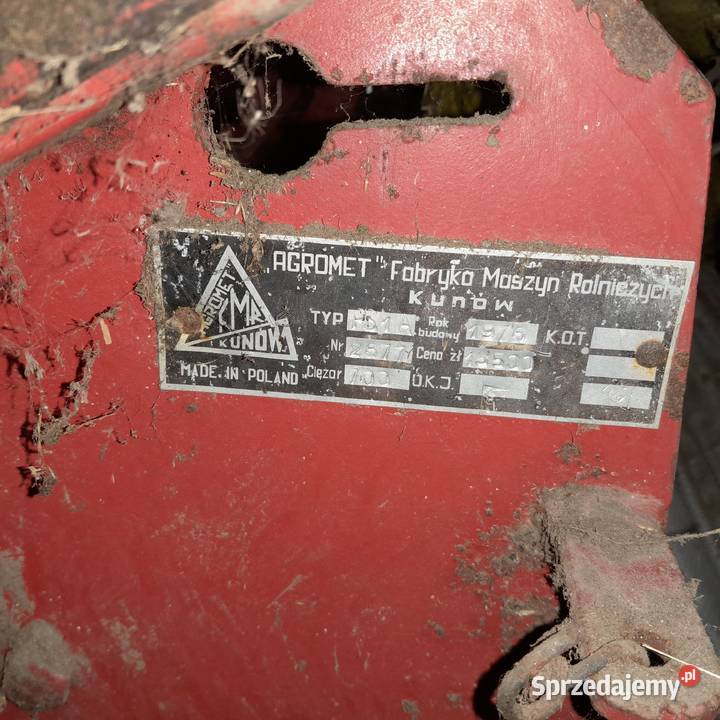 „AGROMET" Fabryka Maszyn Rolniczych
Kunów
AGROMET
FMR
KUNÓW
TYP
Rok budowy 1976 K.O.T.
Nr Cena zł
MADE IN POLAND Ciężar O.K.J.
Sprzedajemy.pl